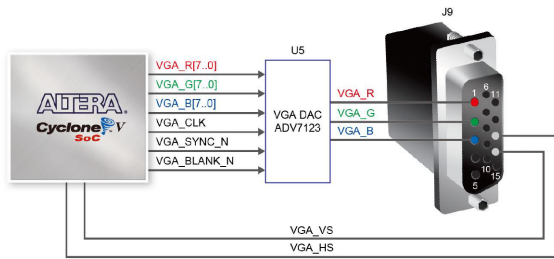 J9
U5
VGA_R[7..0]
VGA_G[7..0]
VGA_B[7..0]
VGA_CLK
VGA_SYNC_N
VGA_BLANK_N
ALTERA
Cyclone V
SoC
VGA DAC
ADV7123
VGA_R
VGA_G
VGA_B
1
6
11
5
10
15
VGA_VS
VGA_HS